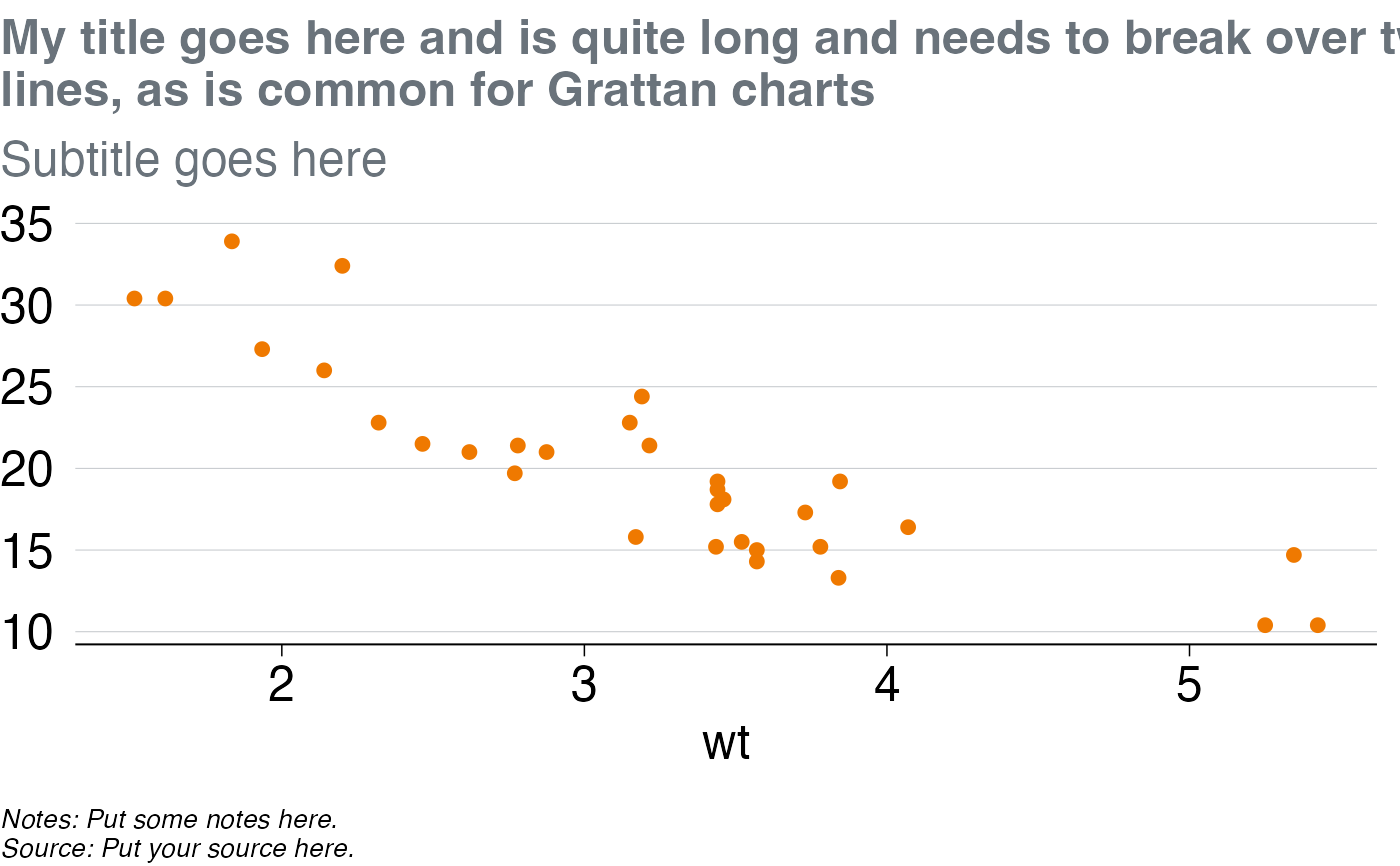 My title goes here and is quite long and needs to break over
lines, as is common for Grattan charts
Subtitle goes here
35
30
25
20
15
10
2 3 4 5
wt
Notes: Put some notes here.
Source: Put your source here.